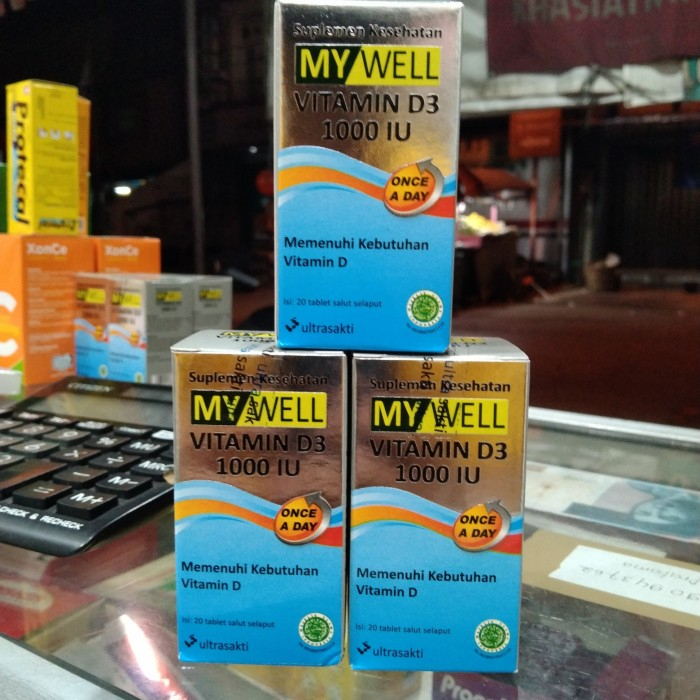 KHASIAT
Suplemen Kesehatan
MY WELL
VITAMIN D3
1000 IU
ONCE
A DAY
Memenuhi Kebutuhan
Vitamin D
Isi: 20 tablet salut selaput
ultrasakti
Protecal
XonCe
XonCe
CITIZEN
M+
CHECK & RECHECK
Suplemen Kesehatan
MY WELL
VITAMIN D3
1000 IU
ONCE
A DAY
Memenuhi Kebutuhan
Vitamin D
Isi: 20 tablet salut selaput
ultrasakti
Suplemen Kesehatan
MY WELL
VITAMIN D3
1000 IU
ONCE
A DAY
Memenuhi Kebutuhan
Vitamin D
Isi: 20 tablet salut selaput
ultrasakti